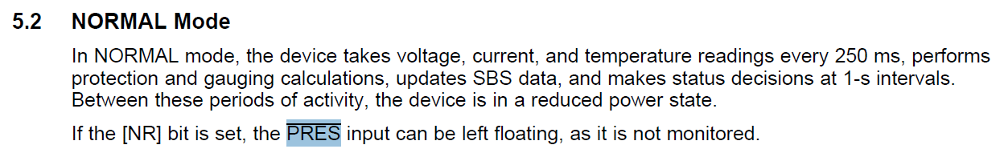 5.2 NORMAL Mode
In NORMAL mode, the device takes voltage, current, and temperature readings every 250 ms, performs
protection and gauging calculations, updates SBS data, and makes status decisions at 1-s intervals.
Between these periods of activity, the device is in a reduced power state.
If the [NR] bit is set, the P̅R̅E̅S̅ input can be left floating, as it is not monitored.